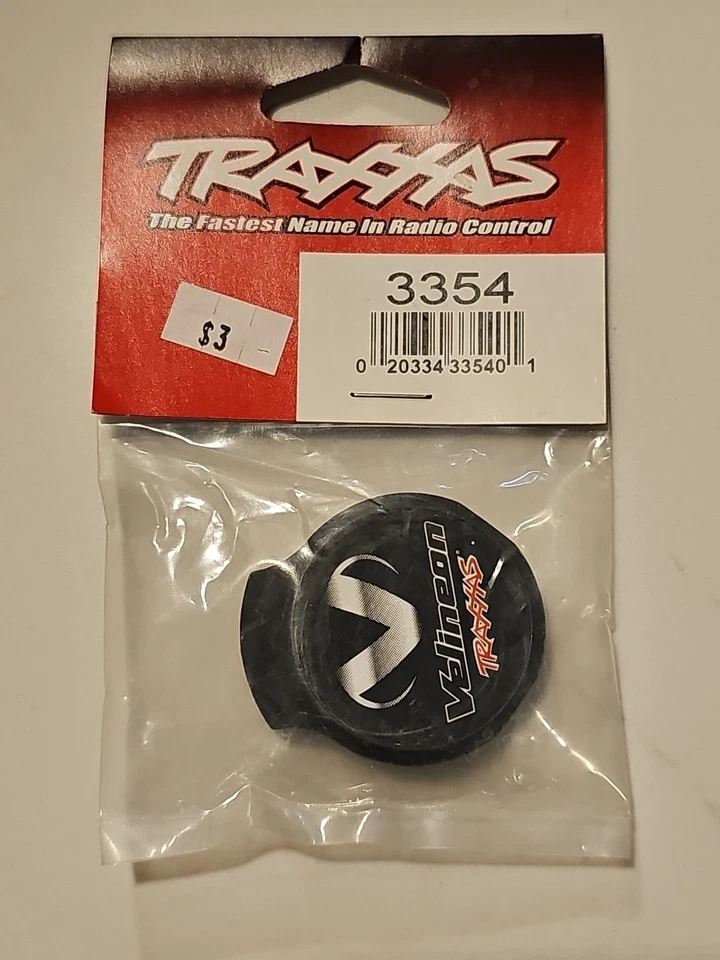 TRAXXAS
The Fastest Name In Radio Control
3354
$3
0 20334 33540 1
Velineon
TRAXXAS